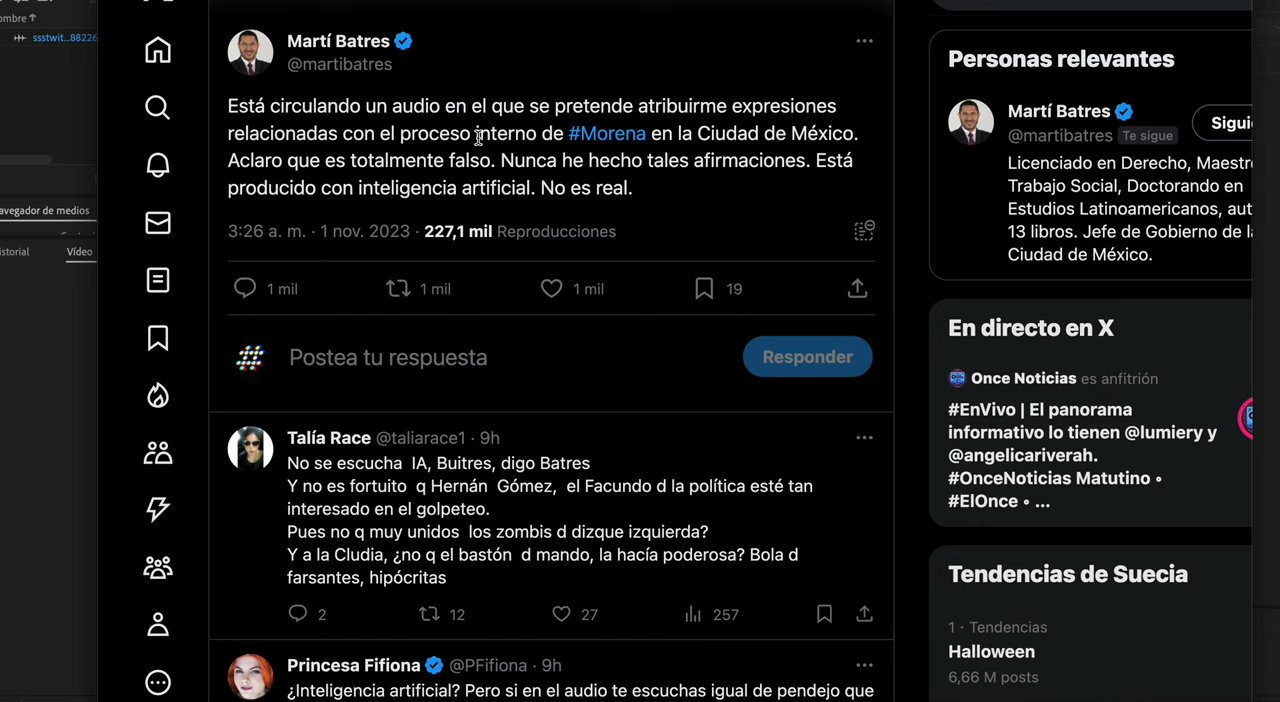 ombre ↑
ssstwit...88226
avegador de medios
istorial
Vídeo
Martí Batres
@martibatres
Está circulando un audio en el que se pretende atribuirme expresiones
relacionadas con el proceso interno de #Morena en la Ciudad de México.
Aclaro que es totalmente falso. Nunca he hecho tales afirmaciones. Está
producido con inteligencia artificial. No es real.
3:26 a. m. · 1 nov. 2023 · 227,1 mil Reproducciones
1 mil
1 mil
1 mil
19
Postea tu respuesta
Responder
Talía Race @taliarace1 · 9h
No se escucha IA, Buitres, digo Batres
Y no es fortuito q Hernán Gómez, el Facundo d la política esté tan
interesado en el golpeteo.
Pues no q muy unidos los zombis d dizque izquierda?
Y a la Cludia, ¿no q el bastón d mando, la hacía poderosa? Bola d
farsantes, hipócritas
2
12
27
257
Princesa Fifiona @PFifiona · 9h
¿Inteligencia artificial? Pero si en el audio te escuchas igual de pendejo que
Personas relevantes
Martí Batres
@martibatres Te sigue
Sigui
Licenciado en Derecho, Maestr
Trabajo Social, Doctorando en
Estudios Latinoamericanos, aut
13 libros. Jefe de Gobierno de l
Ciudad de México.
En directo en X
Once Noticias es anfitrión
#EnVivo | El panorama
informativo lo tienen @lumiery y
@angelicariverah.
#OnceNoticias Matutino •
#ElOnce • ...
Tendencias de Suecia
1 · Tendencias
Halloween
6,66 M posts